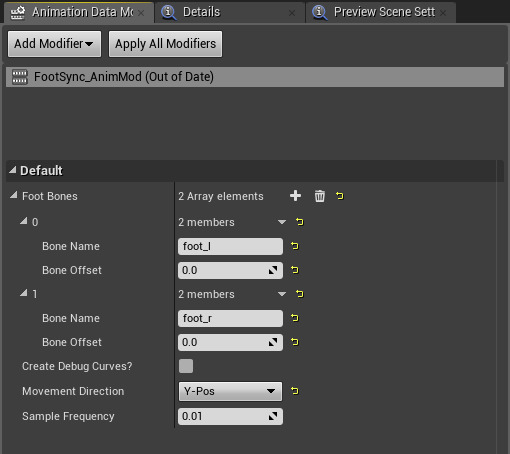 Animation Data Mo Details Preview Scene Sett
Add Modifier Apply All Modifiers
FootSync_AnimMod (Out of Date)
Default
Foot Bones 2 Array elements
0 2 members
Bone Name foot_l
Bone Offset 0.0
1 2 members
Bone Name foot_r
Bone Offset 0.0
Create Debug Curves?
Movement Direction Y-Pos
Sample Frequency 0.01